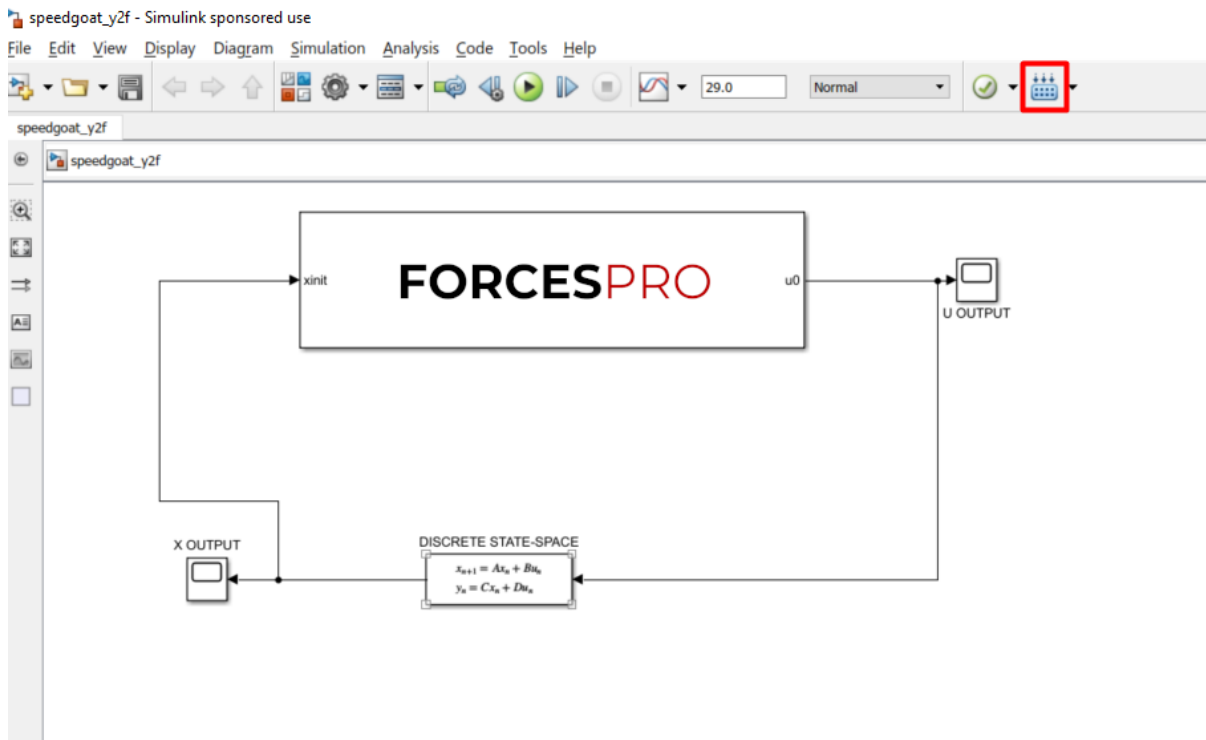 speedgoat_y2f - Simulink sponsored use
File Edit View Display Diagram Simulation Analysis Code Tools Help
29.0 Normal
speedgoat_y2f
speedgoat_y2f
xinit FORCESPRO u0
U OUTPUT
X OUTPUT DISCRETE STATE-SPACE
xₙ₊₁ = Axₙ + Buₙ
yₙ = Cxₙ + Duₙ